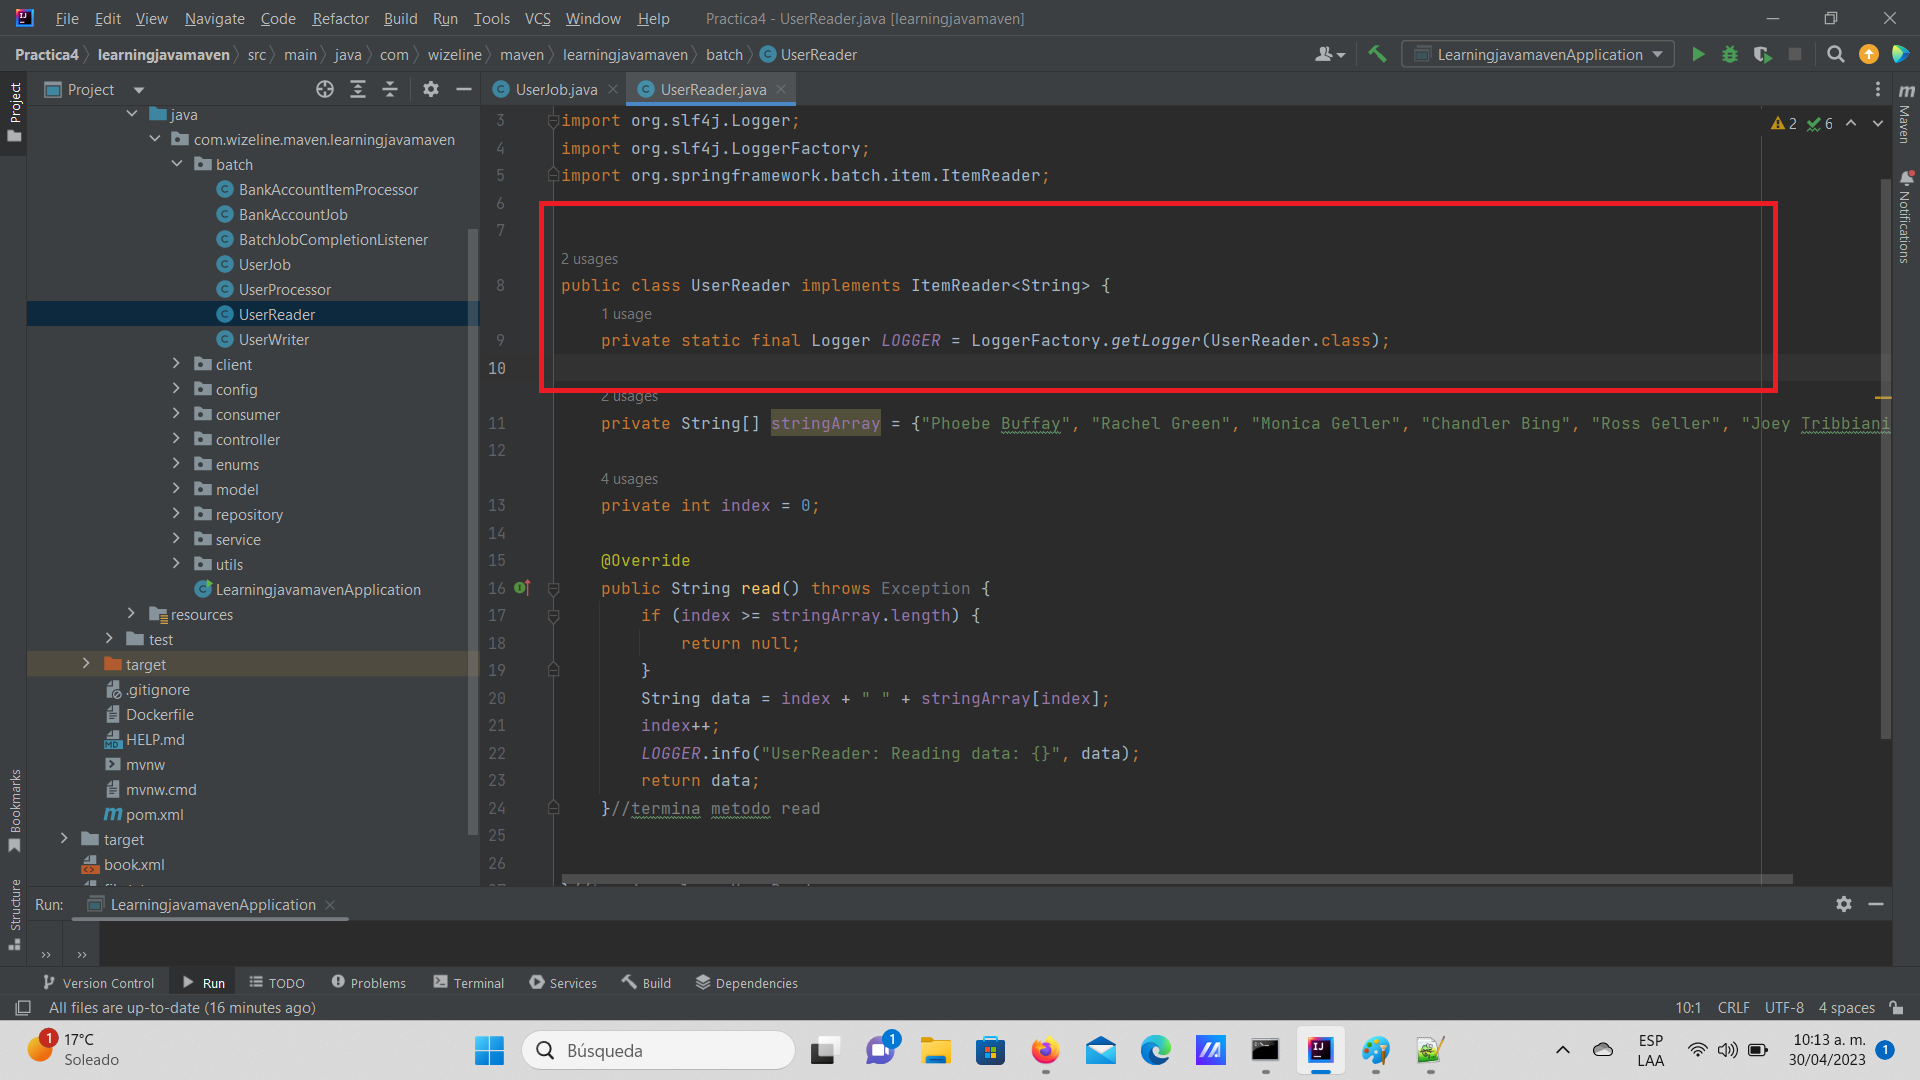 File Edit View Navigate Code Refactor Build Run Tools VCS Window Help Practica4 - UserReader.java [learningjavamaven]
Practica4 learningjavamaven src main java com wizeline maven learningjavamaven batch UserReader LearningjavamavenApplication
Project
UserJob.java
UserReader.java
Project
Maven
Notifications
java
com.wizeline.maven.learningjavamaven
batch
BankAccountItemProcessor
BankAccountJob
BatchJobCompletionListener
UserJob
UserProcessor
UserReader
UserWriter
client
config
consumer
controller
enums
model
repository
service
utils
LearningjavamavenApplication
resources
test
target
.gitignore
Dockerfile
HELP.md
mvnw
mvnw.cmd
pom.xml
target
book.xml
Bookmarks
Structure
2 6
3 import org.slf4j.Logger;
4 import org.slf4j.LoggerFactory;
5 import org.springframework.batch.item.ItemReader;
6
7
2 usages
8 public class UserReader implements ItemReader<String> {
1 usage
9 private static final Logger LOGGER = LoggerFactory.getLogger(UserReader.class);
10
2 usages
11 private String[] stringArray = {"Phoebe Buffay", "Rachel Green", "Monica Geller", "Chandler Bing", "Ross Geller", "Joey Tribbiani
12
4 usages
13 private int index = 0;
14
15 @Override
16 public String read() throws Exception {
17 if (index >= stringArray.length) {
18 return null;
19 }
20 String data = index + " " + stringArray[index];
21 index++;
22 LOGGER.info("UserReader: Reading data: {}", data);
23 return data;
24 }//termina metodo read
25
26
Run: LearningjavamavenApplication
Version Control Run TODO Problems Terminal Services Build Dependencies
All files are up-to-date (16 minutes ago) 10:1 CRLF UTF-8 4 spaces
1 17°C
Soleado
Búsqueda
1
ESP
LAA
10:13 a. m.
30/04/2023
1